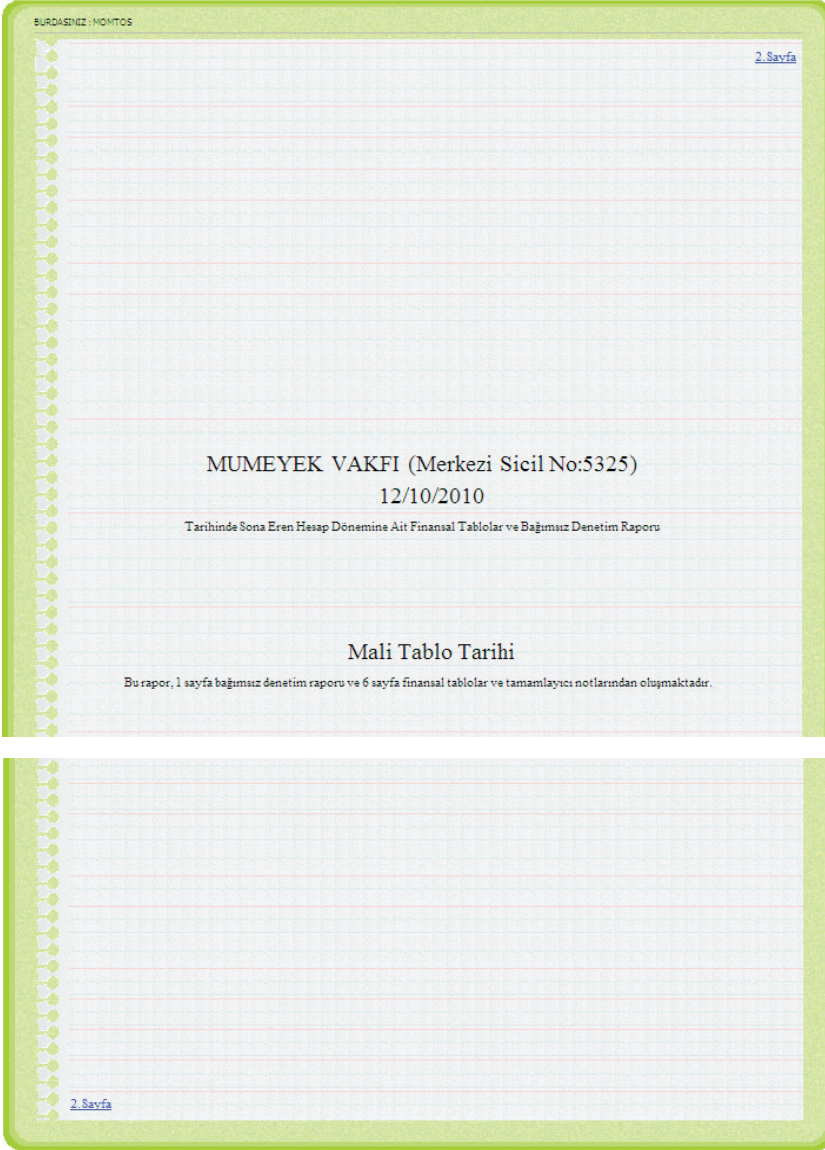 BURDASINIZ : MOMTOS
2.Sayfa
MUMEYEK VAKFI (Merkezi Sicil No:5325)
12/10/2010
Tarihinde Sona Eren Hesap Dönemine Ait Finansal Tablolar ve Bağımsız Denetim Raporu
Mali Tablo Tarihi
Bu rapor, 1 sayfa bağımsız denetim raporu ve 6 sayfa finansal tablolar ve tamamlayıcı notlarından oluşmaktadır.
2.Sayfa